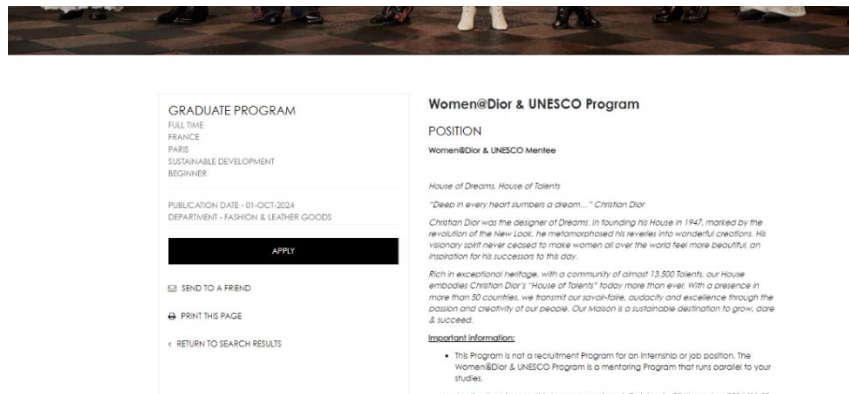 GRADUATE PROGRAM
FULL TIME
FRANCE
PARIS
SUSTAINABLE DEVELOPMENT
BEGINNER
PUBLICATION DATE - 01-OCT-2024
DEPARTMENT - FASHION & LEATHER GOODS
APPLY
SEND TO A FRIEND
PRINT THIS PAGE
< RETURN TO SEARCH RESULTS
Women@Dior & UNESCO Program
POSITION
Women@Dior & UNESCO Mentee
House of Dreams, House of Talents
"Deep in every heart slumbers a dream..." Christian Dior
Christian Dior was the designer of Dreams. In founding his House in 1947, marked by the
revolution of the New Look, he metamorphosed his reveries into wonderful creations. His
visionary spirit never ceased to make women all over the world feel more beautiful, an
inspiration for his successors to this day.
Rich in exceptional heritage, with a community of almost 13,500 Talents, our House
embodies Christian Dior's "House of Talents" today more than ever. With a presence in
more than 50 countries, we transmit our savoir-faire, audacity and excellence through the
passion and creativity of our people. Our Maison is a sustainable destination to grow, dare
& succeed.
Important information:
• This Program is not a recruitment Program for an internship or job position. The
Women@Dior & UNESCO Program is a mentoring Program that runs parallel to your
studies.